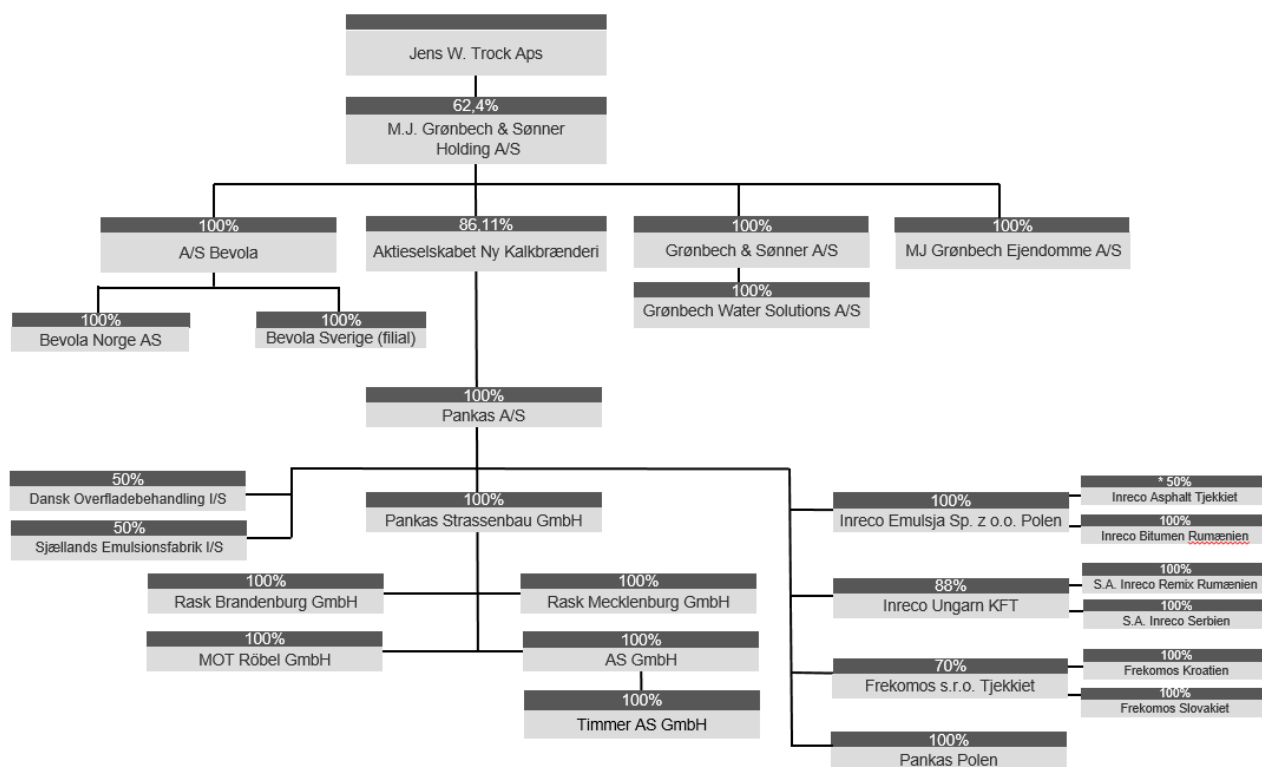 Jens W. Trock Aps
62,4%
M.J. Grønbech & Sønner
Holding A/S
100%
A/S Bevola
86,11%
Aktieselskabet Ny Kalkbrænderi
100%
Grønbech & Sønner A/S
100%
MJ Grønbech Ejendomme A/S
100%
Grønbech Water Solutions A/S
100%
Bevola Norge AS
100%
Bevola Sverige (filial)
100%
Pankas A/S
50%
Dansk Overfladebehandling I/S
50%
Sjællands Emulsionsfabrik I/S
100%
Pankas Strassenbau GmbH
100%
Rask Brandenburg GmbH
100%
Rask Mecklenburg GmbH
100%
MOT Röbel GmbH
100%
AS GmbH
100%
Timmer AS GmbH
100%
Inreco Emulsja Sp. z o.o. Polen
* 50%
Inreco Asphalt Tjekkiet
100%
Inreco Bitumen Rumænien
88%
Inreco Ungarn KFT
100%
S.A. Inreco Remix Rumænien
100%
S.A. Inreco Serbien
70%
Frekomos s.r.o. Tjekkiet
100%
Frekomos Kroatien
100%
Frekomos Slovakiet
100%
Pankas Polen